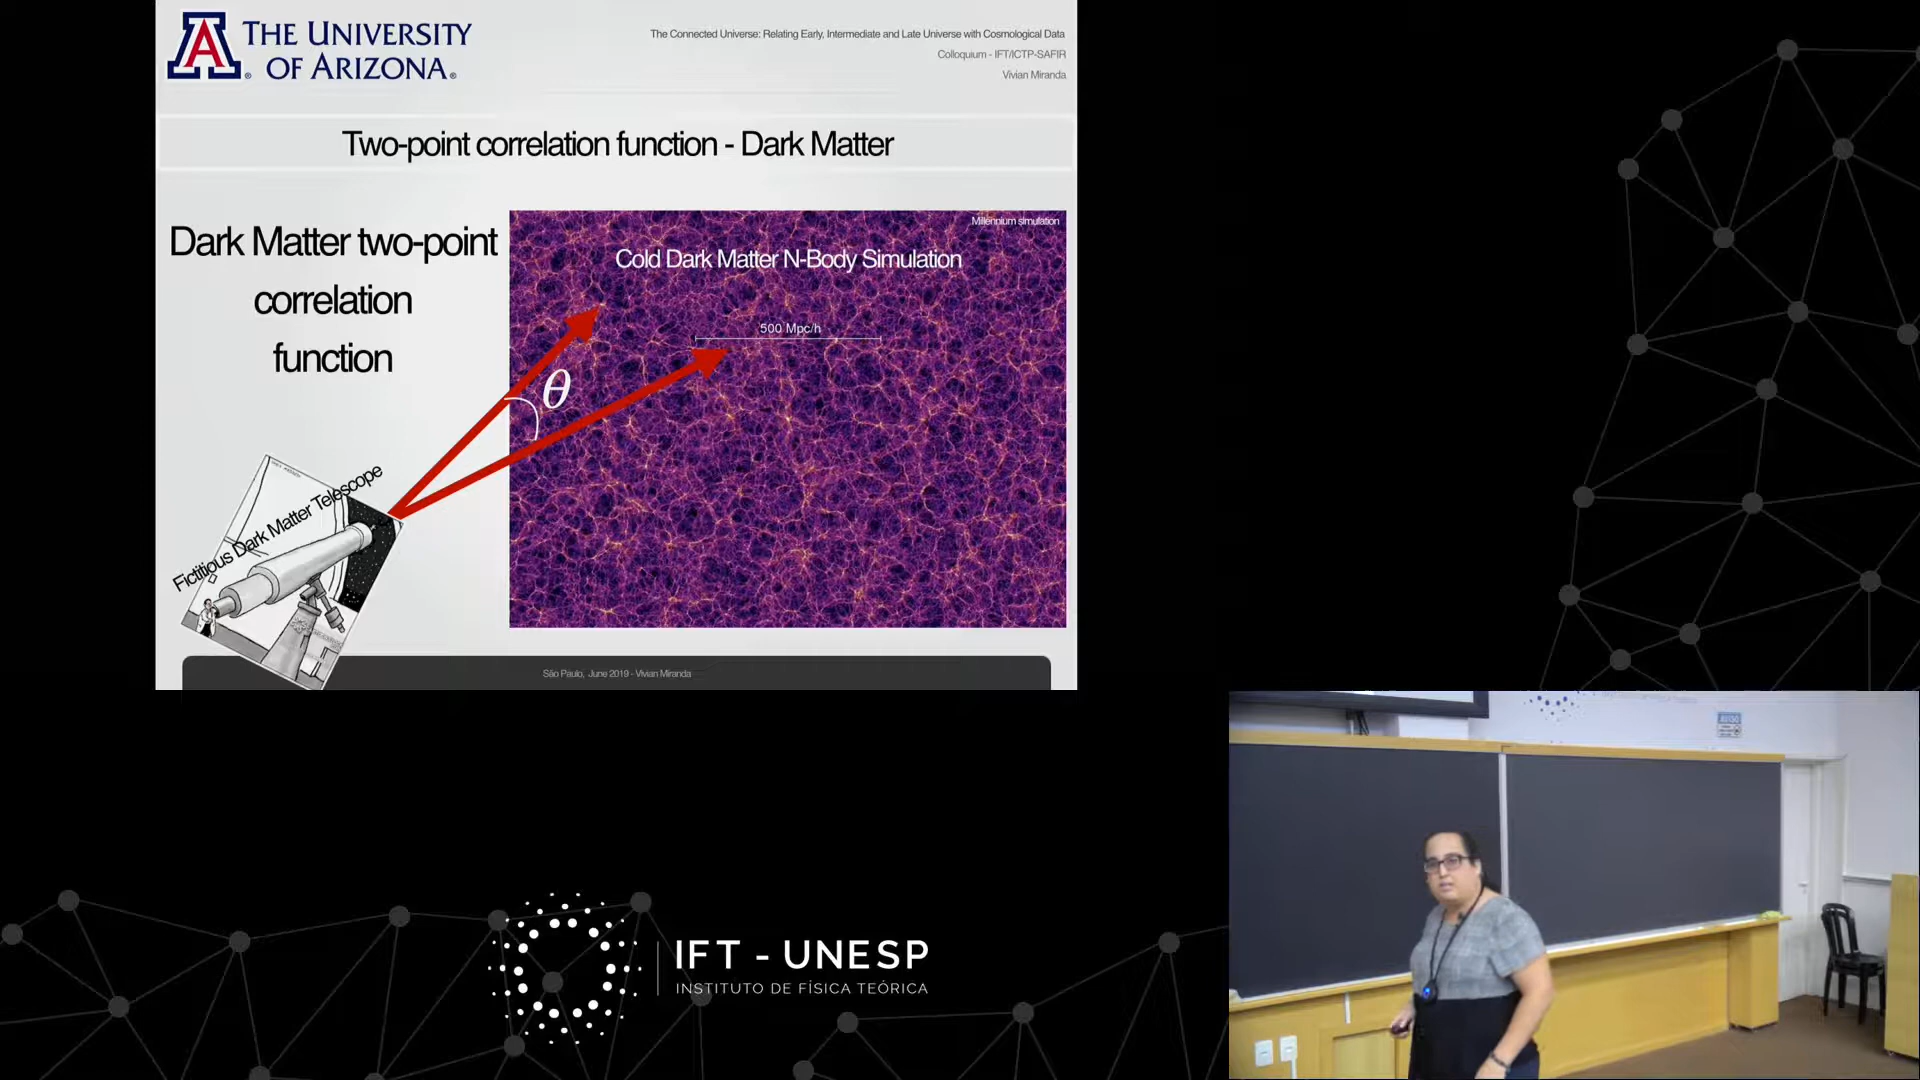 THE UNIVERSITY
OF ARIZONA
The Connected Universe: Relating Early, Intermediate and Late Universe with Cosmological Data
Colloquium - IFT/ICTP-SAFIR
Vivian Miranda
Two-point correlation function - Dark Matter
Dark Matter two-point
correlation
function
Millennium simulation
Cold Dark Matter N-Body Simulation
500 Mpc/h
θ
Fictitious Dark Matter Telescope
São Paulo, June 2019 - Vivian Miranda
IFT - UNESP
INSTITUTO DE FÍSICA TEÓRICA